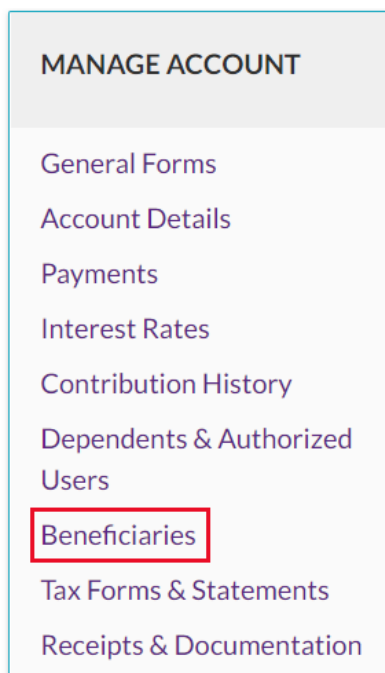 MANAGE ACCOUNT
General Forms
Account Details
Payments
Interest Rates
Contribution History
Dependents & Authorized
Users
Beneficiaries
Tax Forms & Statements
Receipts & Documentation